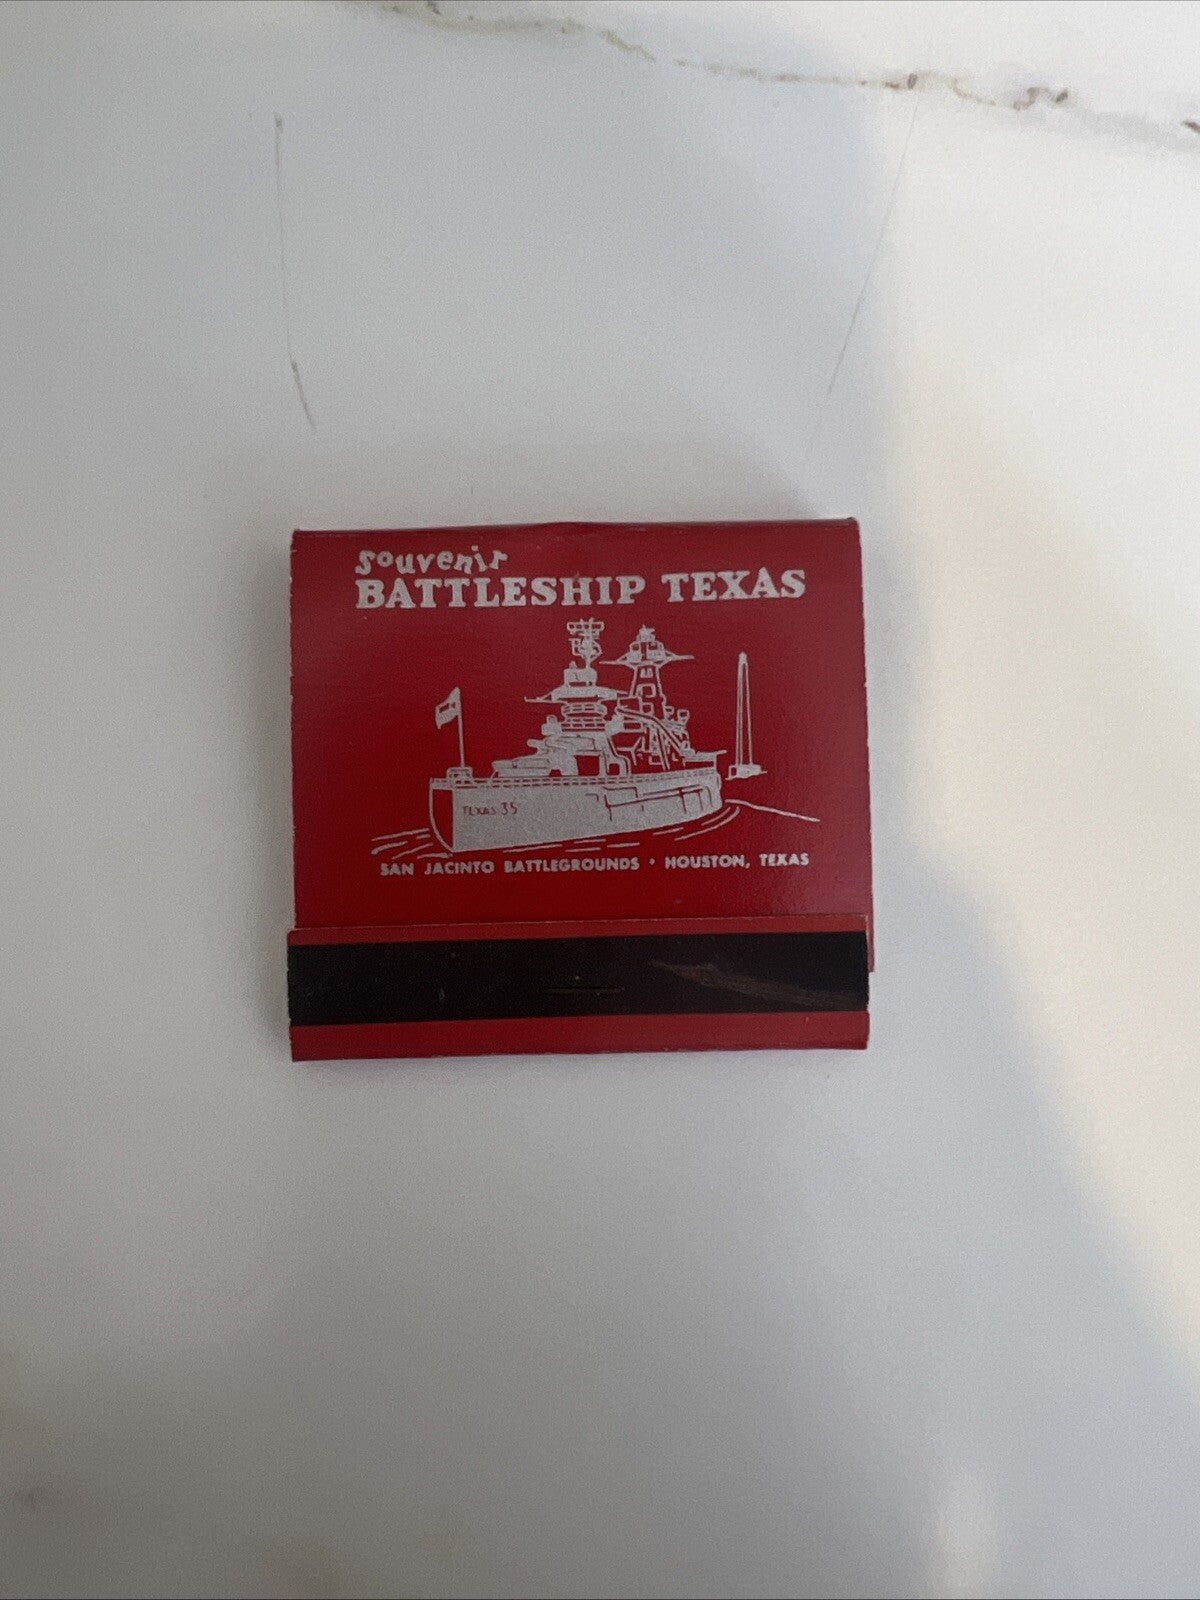 Souvenir
BATTLESHIP TEXAS
TEXAS 35
SAN JACINTO BATTLEGROUNDS • HOUSTON, TEXAS